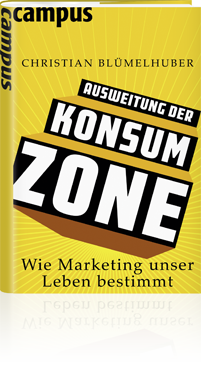 campus
campus
CHRISTIAN BLÜMELHUBER
AUSWEITUNG DER
KONSUM
ZONE
Wie Marketing unser
Leben bestimmt